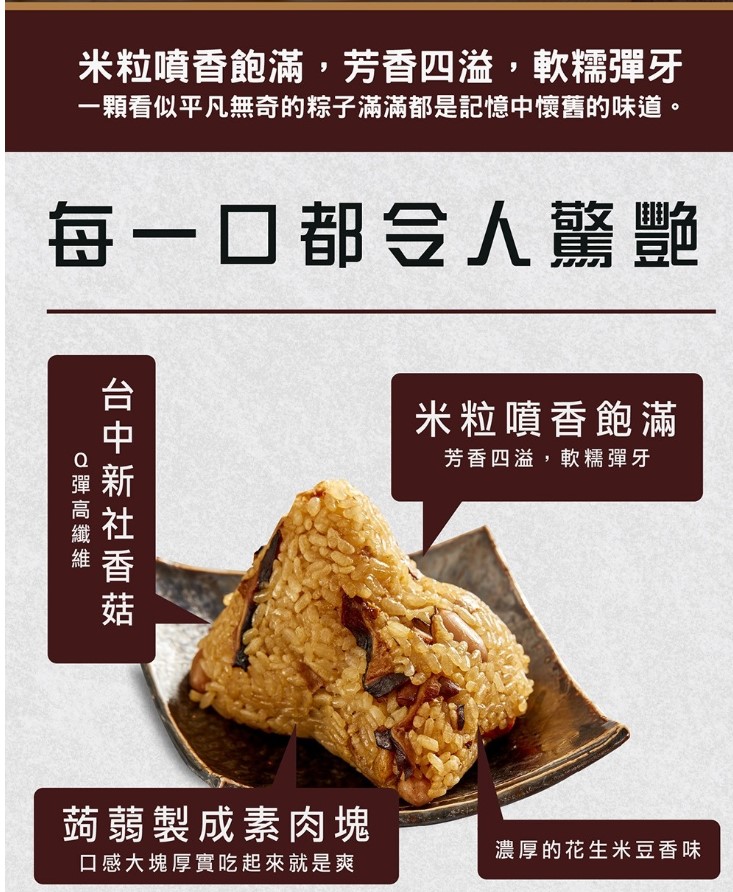 米粒噴香飽滿，芳香四溢，軟糯彈牙
一顆看似平凡無奇的粽子滿滿都是記憶中懷舊的味道。
每一口都令人驚艷
台中新社香菇
Q彈高纖維
米粒噴香飽滿
芳香四溢，軟糯彈牙
蒟蒻製成素肉塊
口感大塊厚實吃起來就是爽
濃厚的花生米豆香味